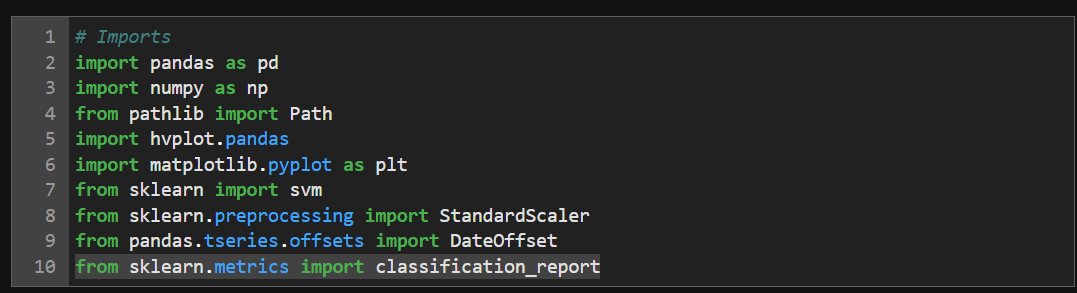 1 # Imports
2 import pandas as pd
3 import numpy as np
4 from pathlib import Path
5 import hvplot.pandas
6 import matplotlib.pyplot as plt
7 from sklearn import svm
8 from sklearn.preprocessing import StandardScaler
9 from pandas.tseries.offsets import DateOffset
10 from sklearn.metrics import classification_report